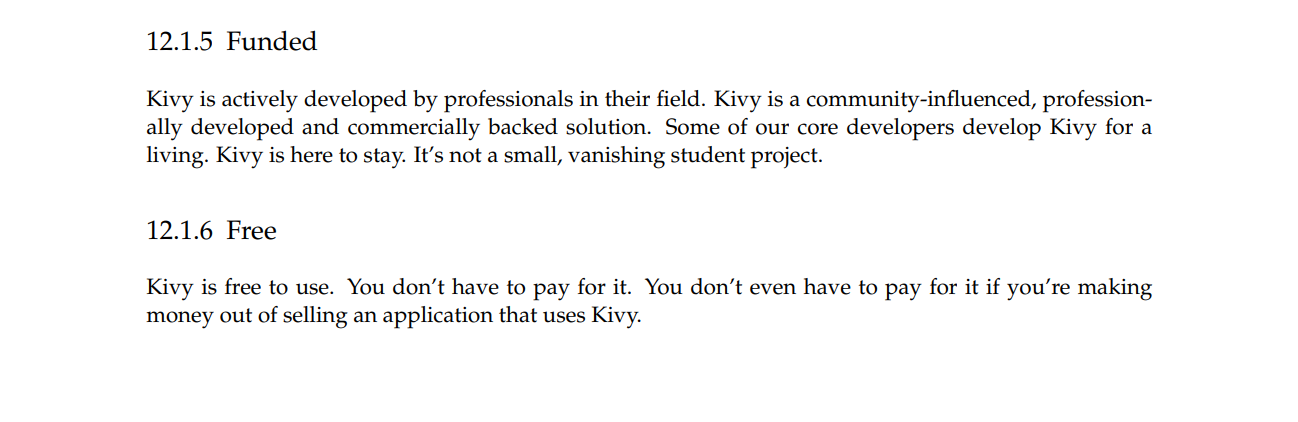 12.1.5 Funded
Kivy is actively developed by professionals in their field. Kivy is a community-influenced, profession-
ally developed and commercially backed solution. Some of our core developers develop Kivy for a
living. Kivy is here to stay. It’s not a small, vanishing student project.
12.1.6 Free
Kivy is free to use. You don’t have to pay for it. You don’t even have to pay for it if you’re making
money out of selling an application that uses Kivy.